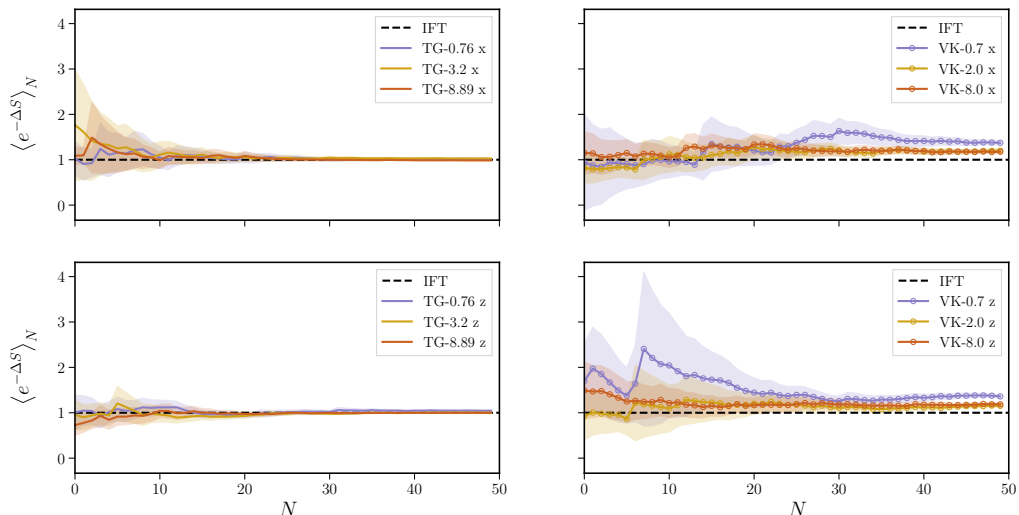 4
3
2
1
0
⟨e^{−ΔS}⟩_N
IFT
TG-0.76 x
TG-3.2 x
TG-8.89 x
IFT
VK-0.7 x
VK-2.0 x
VK-8.0 x
4
3
2
1
0
⟨e^{−ΔS}⟩_N
IFT
TG-0.76 z
TG-3.2 z
TG-8.89 z
IFT
VK-0.7 z
VK-2.0 z
VK-8.0 z
0 10 20 30 40 50
N
0 10 20 30 40 50
N